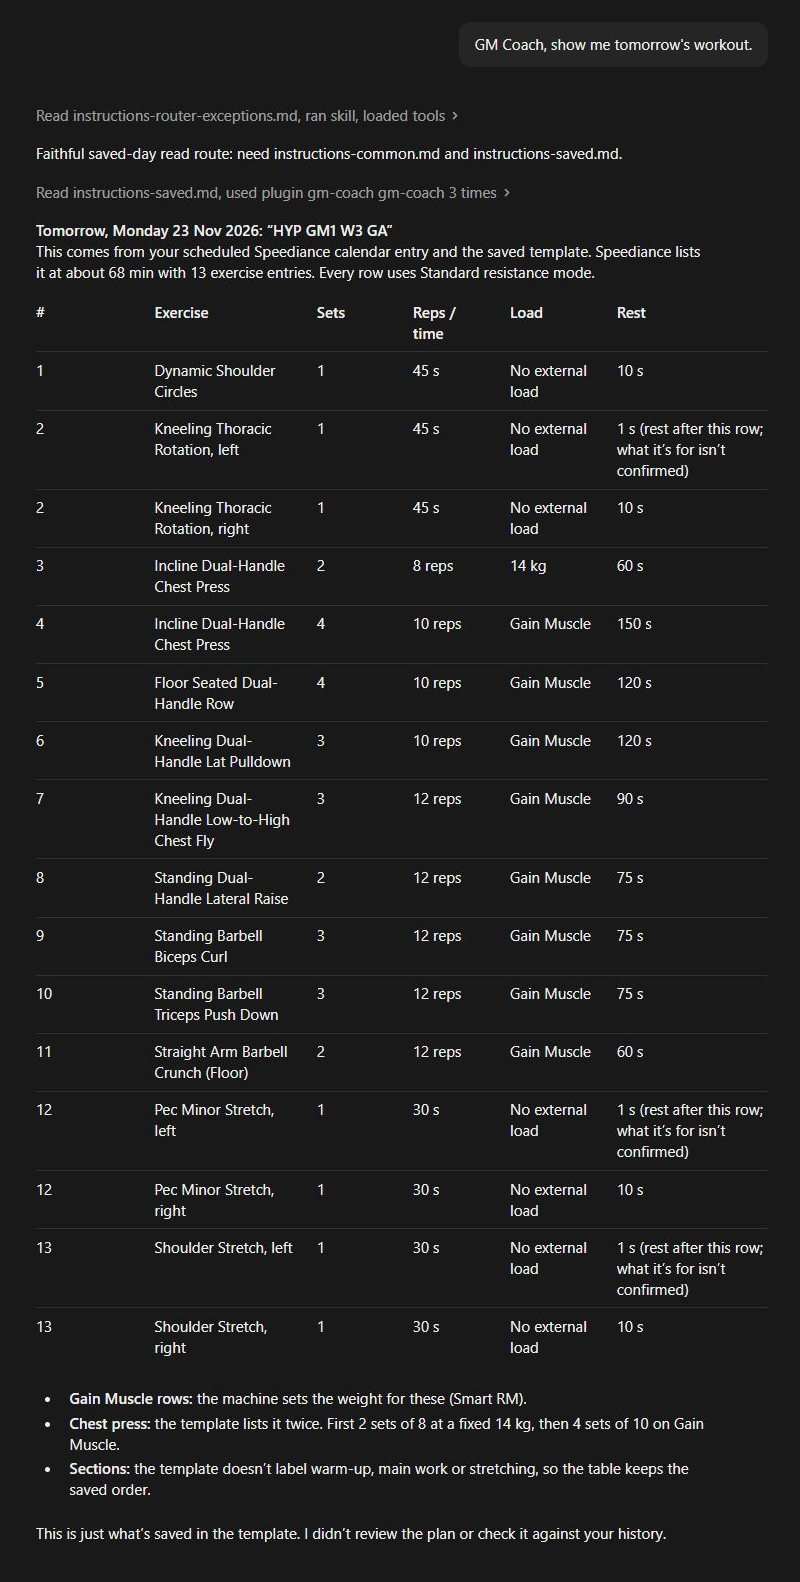 GM Coach, show me tomorrow's workout.
Read instructions-router-exceptions.md, ran skill, loaded tools >
Faithful saved-day read route: need instructions-common.md and instructions-saved.md.
Read instructions-saved.md, used plugin gm-coach gm-coach 3 times >
Tomorrow, Monday 23 Nov 2026: “HYP GM1 W3 GA”
This comes from your scheduled Speediance calendar entry and the saved template. Speediance lists
it at about 68 min with 13 exercise entries. Every row uses Standard resistance mode.
# Exercise Sets Reps / Load Rest
time
1 Dynamic Shoulder 1 45 s No external 10 s
Circles load
2 Kneeling Thoracic 1 45 s No external 1 s (rest after this row;
Rotation, left load what it’s for isn’t
confirmed)
2 Kneeling Thoracic 1 45 s No external 10 s
Rotation, right load
3 Incline Dual-Handle 2 8 reps 14 kg 60 s
Chest Press
4 Incline Dual-Handle 4 10 reps Gain Muscle 150 s
Chest Press
5 Floor Seated Dual- 4 10 reps Gain Muscle 120 s
Handle Row
6 Kneeling Dual- 3 10 reps Gain Muscle 120 s
Handle Lat Pulldown
7 Kneeling Dual- 3 12 reps Gain Muscle 90 s
Handle Low-to-High
Chest Fly
8 Standing Dual- 2 12 reps Gain Muscle 75 s
Handle Lateral Raise
9 Standing Barbell 3 12 reps Gain Muscle 75 s
Biceps Curl
10 Standing Barbell 3 12 reps Gain Muscle 75 s
Triceps Push Down
11 Straight Arm Barbell 2 12 reps Gain Muscle 60 s
Crunch (Floor)
12 Pec Minor Stretch, 1 30 s No external 1 s (rest after this row;
left load what it’s for isn’t
confirmed)
12 Pec Minor Stretch, 1 30 s No external 10 s
right load
13 Shoulder Stretch, left 1 30 s No external 1 s (rest after this row;
load what it’s for isn’t
confirmed)
13 Shoulder Stretch, 1 30 s No external 10 s
right load
• Gain Muscle rows: the machine sets the weight for these (Smart RM).
• Chest press: the template lists it twice. First 2 sets of 8 at a fixed 14 kg, then 4 sets of 10 on Gain
Muscle.
• Sections: the template doesn’t label warm-up, main work or stretching, so the table keeps the
saved order.
This is just what’s saved in the template. I didn’t review the plan or check it against your history.